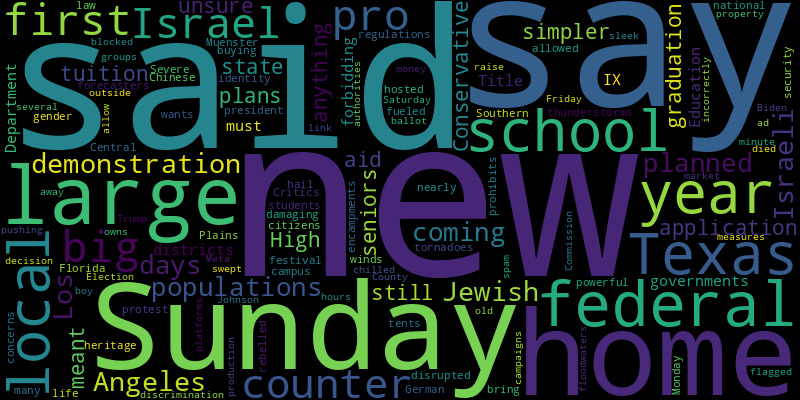 first
law
Israel
unsure
pro
conservative
simpler
graduation
national
property
said
say
blocked
groups
Muenster
buying
regulations
allowed
sleek
Department
tuition
Severe
Chinese
state
anything
forbidding
authorities
money
raise
Title
IX
Education
incorrectly
security
forecasters
identity
outside
several
gender
allow
plans
wants
president
must
link
hosted
Saturday
fueled
ballot
Southern
Friday
thunderstorms
Biden
ad
minute
died
Central
school
demonstration
new
aid
seniors
nearly
prohibits
planned
market
Israeli
large
year
away
Trump
hail
Critics
students
damaging
citizens
High
festival
campus
encampments
coming
tornadoes
application
measures
pushing
big
owns
Plains
districts
Meta
swept
winds
chilled
County
spam
Commission
Texas
decision
Florida
Election
days
local
Los
boy
populations
Johnson
hours
still
Jewish
powerful
governments
federal
concerns
protest
platforms
tents
old
Sunday
home
meant
heritage
rebelled
production
campaigns
floodwaters
Monday
flagged
many
life
Angeles
discrimination
counter
disrupted
German
bring